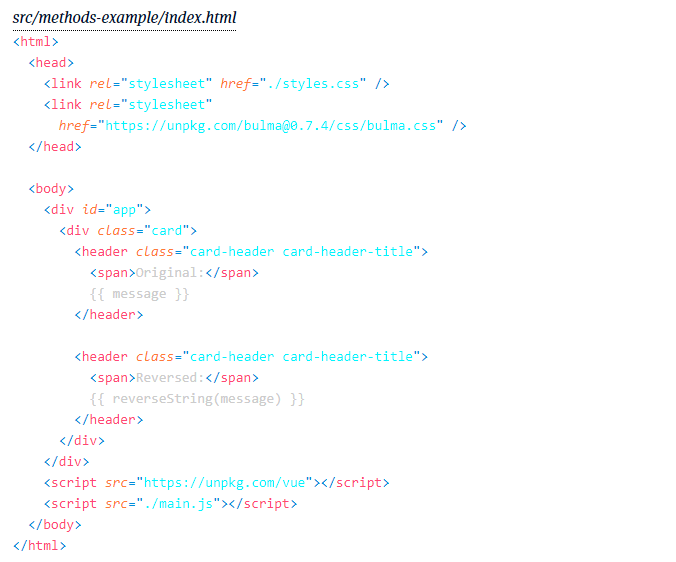 src/methods-example/index.html
<html>
  <head>
    <link rel="stylesheet" href="./styles.css" />
    <link rel="stylesheet"
      href="https://unpkg.com/bulma@0.7.4/css/bulma.css" />
  </head>

  <body>
    <div id="app">
      <div class="card">
        <header class="card-header card-header-title">
          <span>Original:</span>
          {{ message }}
        </header>

        <header class="card-header card-header-title">
          <span>Reversed:</span>
          {{ reverseString(message) }}
        </header>
      </div>
    </div>
    <script src="https://unpkg.com/vue"></script>
    <script src="./main.js"></script>
  </body>
</html>